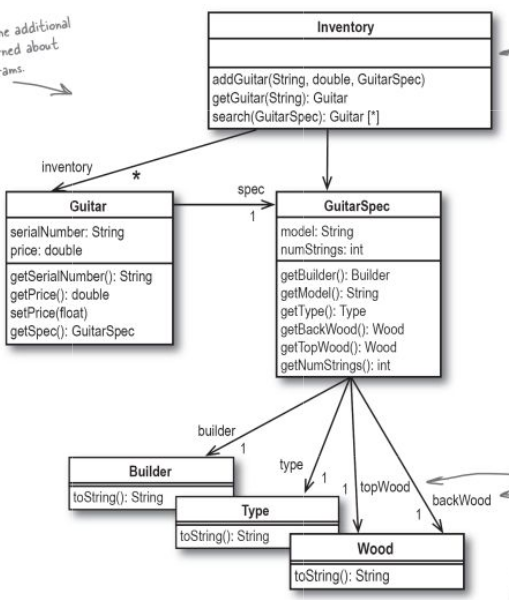 additional
about
Inventory
addGuitar(String, double, GuitarSpec)
getGuitar(String): Guitar
search(GuitarSpec): Guitar [*]
inventory
*
spec
1
Guitar
serialNumber: String
price: double
getSerialNumber(): String
getPrice(): double
setPrice(float)
getSpec(): GuitarSpec
GuitarSpec
model: String
numStrings: int
getBuilder(): Builder
getModel(): String
getType(): Type
getBackWood(): Wood
getTopWood(): Wood
getNumStrings(): int
builder
1
type
1
1
topWood
1
backWood
Builder
toString(): String
Type
toString(): String
Wood
toString(): String